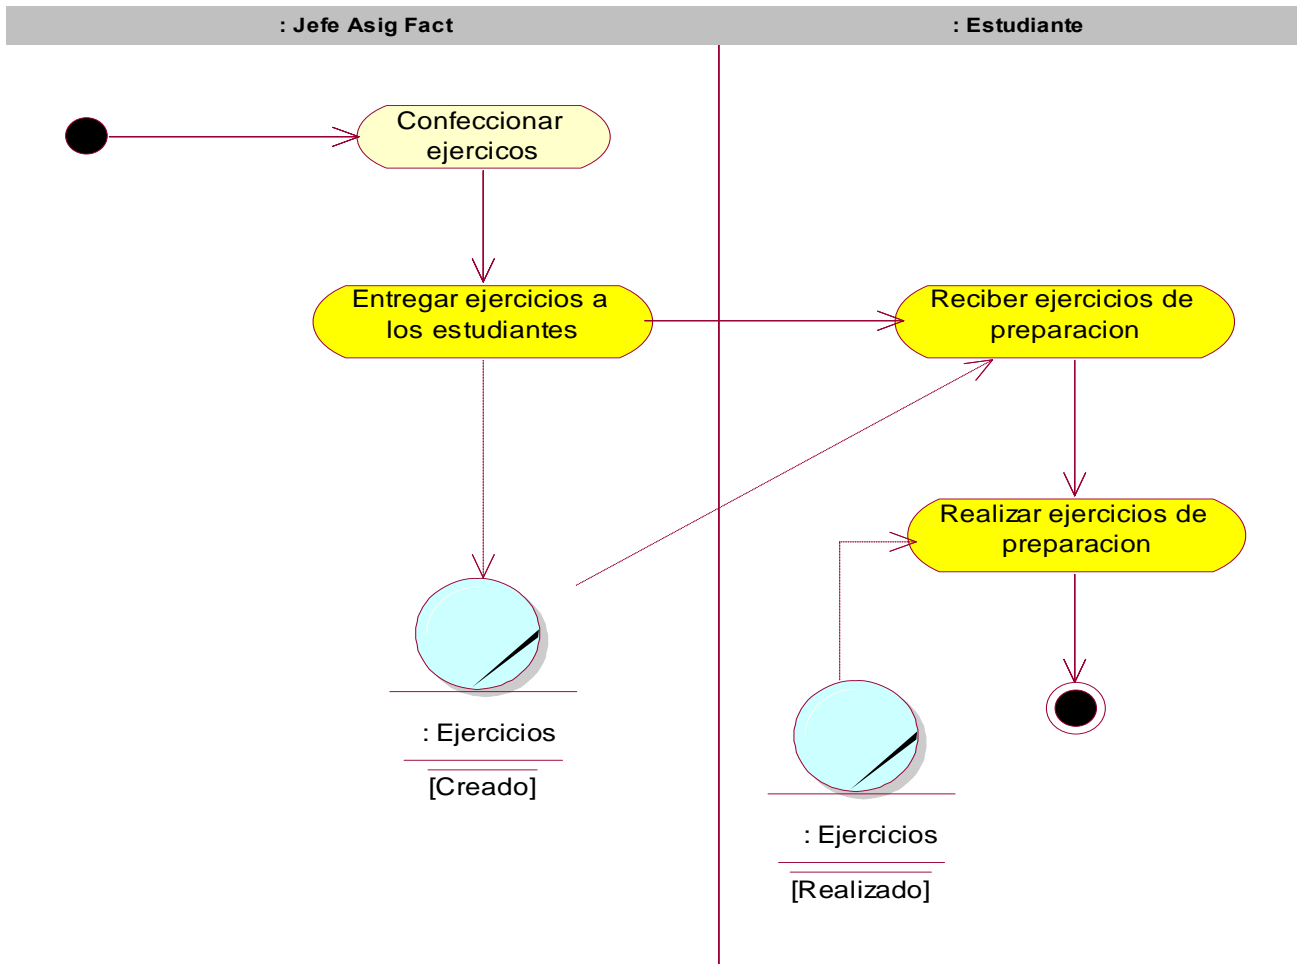 : Jefe Asig Fact
: Estudiante
Confeccionar
ejercicos
Entregar ejercicios a
los estudiantes
Reciber ejercicios de
preparacion
Realizar ejercicios de
preparacion
: Ejercicios
[Creado]
: Ejercicios
[Realizado]